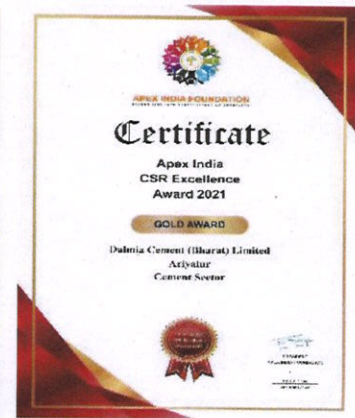 APEX INDIA FOUNDATION
Certificate
Apex India
CSR Excellence
Award 2021
GOLD AWARD
Dalmia Cement (Bharat) Limited
Ariyalur
Cement Sector